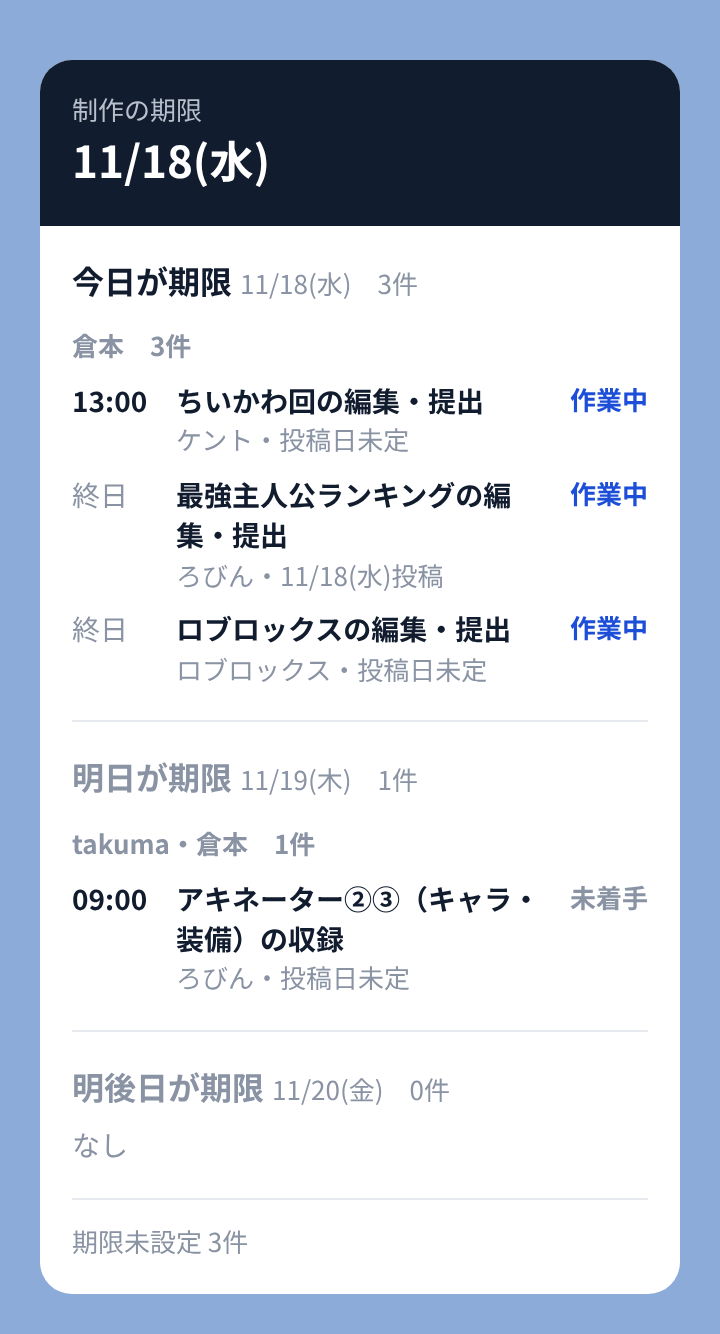 制作の期限
11/18(水)
今日が期限 11/18(水)　3件
倉本　3件
13:00 ちいかわ回の編集・提出 作業中
ケント・投稿日未定
終日 最強主人公ランキングの編 作業中
集・提出
ろびん・11/18(水)投稿
終日 ロブロックスの編集・提出 作業中
ロブロックス・投稿日未定
明日が期限 11/19(木)　1件
takuma・倉本　1件
09:00 アキネーター②③（キャラ・ 未着手
装備）の収録
ろびん・投稿日未定
明後日が期限 11/20(金)　0件
なし
期限未設定 3件